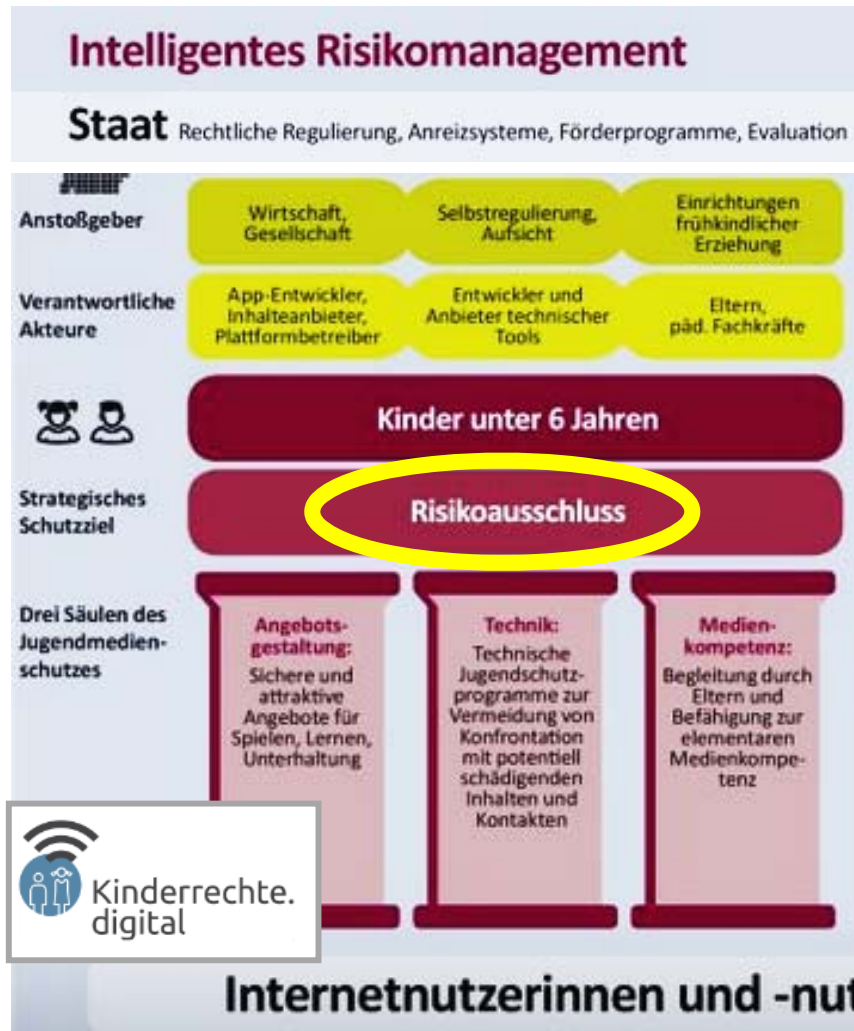 Intelligentes Risikomanagement
Staat Rechtliche Regulierung, Anreizsysteme, Förderprogramme, Evaluation
Anstoßgeber
Wirtschaft,
Gesellschaft
Selbstregulierung,
Aufsicht
Einrichtungen
frühkindlicher
Erziehung
Verantwortliche
Akteure
App-Entwickler,
Inhalteanbieter,
Plattformbetreiber
Entwickler und
Anbieter technischer
Tools
Eltern,
päd. Fachkräfte
Kinder unter 6 Jahren
Strategisches
Schutzziel
Risikoausschluss
Drei Säulen des
Jugendmedien-
schutzes
Angebots-
gestaltung:
Sichere und
attraktive
Angebote für
Spielen, Lernen,
Unterhaltung
Technik:
Technische
Jugendschutz-
programme zur
Vermeidung von
Konfrontation
mit potentiell
schädigenden
Inhalten und
Kontakten
Medien-
kompetenz:
Begleitung durch
Eltern und
Befähigung zur
elementaren
Medienkompe-
tenz
Kinderrechte.
digital
Internetnutzerinnen und -nut